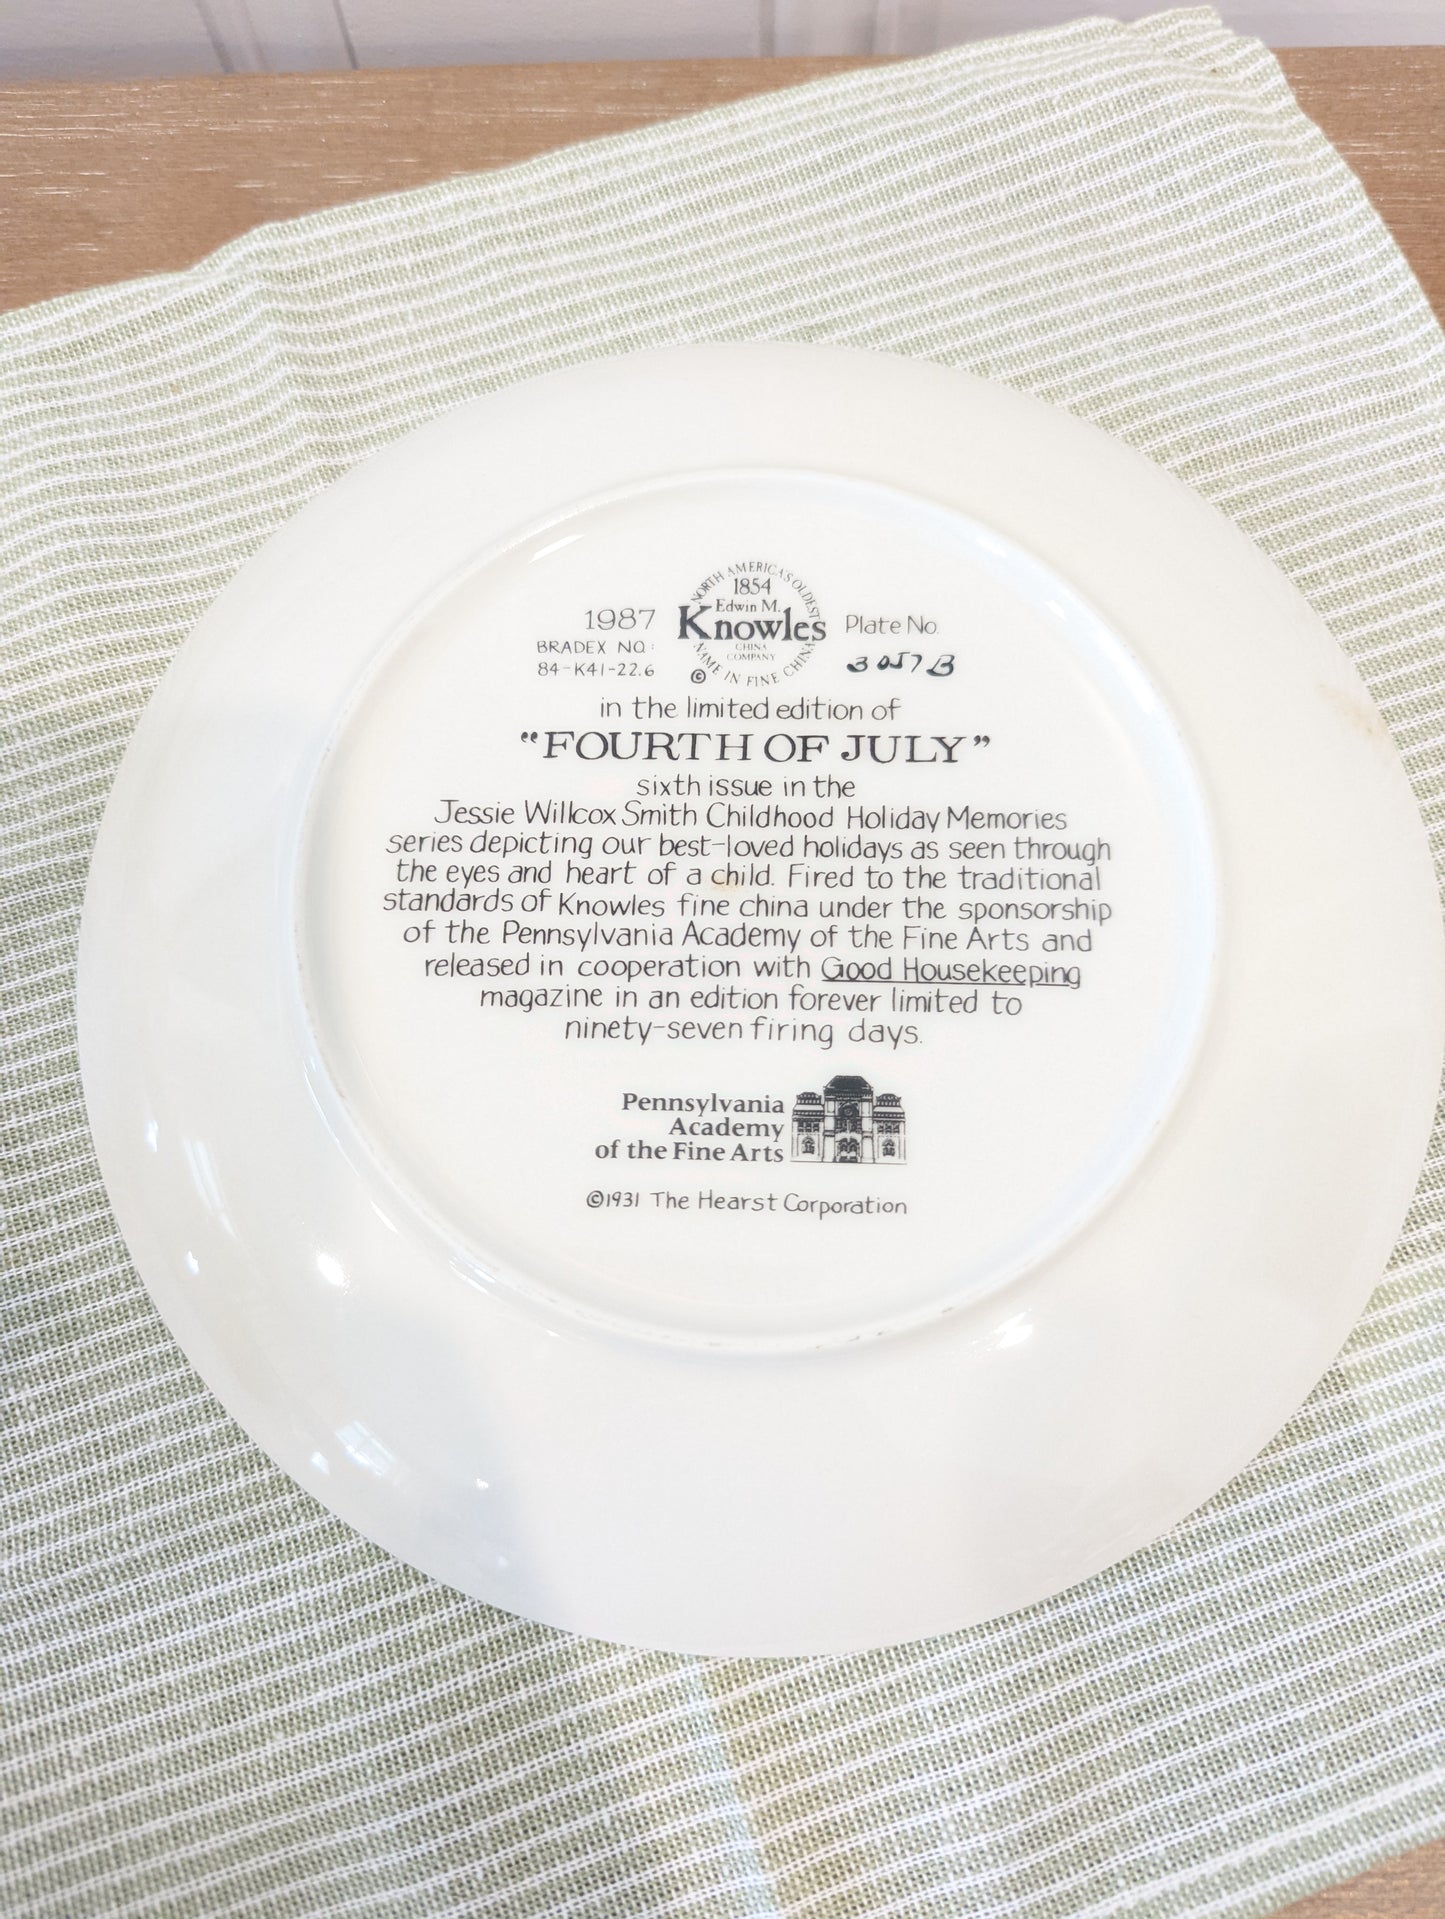 NORTH AMERICA'S OLDEST
1854
Edwin M.
Knowles
CHINA
COMPANY
NAME IN FINE CHINA
©
1987
BRADEX NO:
84-K41-22.6
Plate No.
3057B
in the limited edition of
"FOURTH OF JULY"
sixth issue in the
Jessie Willcox Smith Childhood Holiday Memories
series depicting our best-loved holidays as seen through
the eyes and heart of a child. Fired to the traditional
standards of Knowles fine china under the sponsorship
of the Pennsylvania Academy of the Fine Arts and
released in cooperation with Good Housekeeping
magazine in an edition forever limited to
ninety-seven firing days.
Pennsylvania
Academy
of the Fine Arts
©1931 The Hearst Corporation